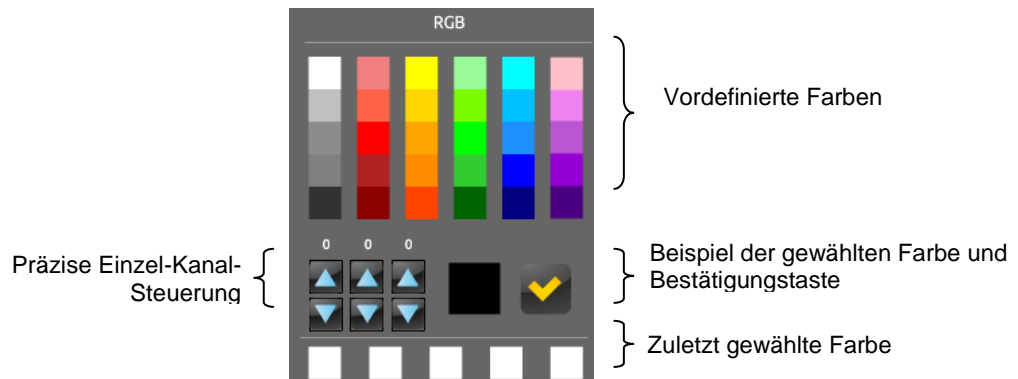 RGB
Vordefinierte Farben
0 0 0
Präzise Einzel-Kanal-
Steuerung
Beispiel der gewählten Farbe und
Bestätigungstaste
Zuletzt gewählte Farbe